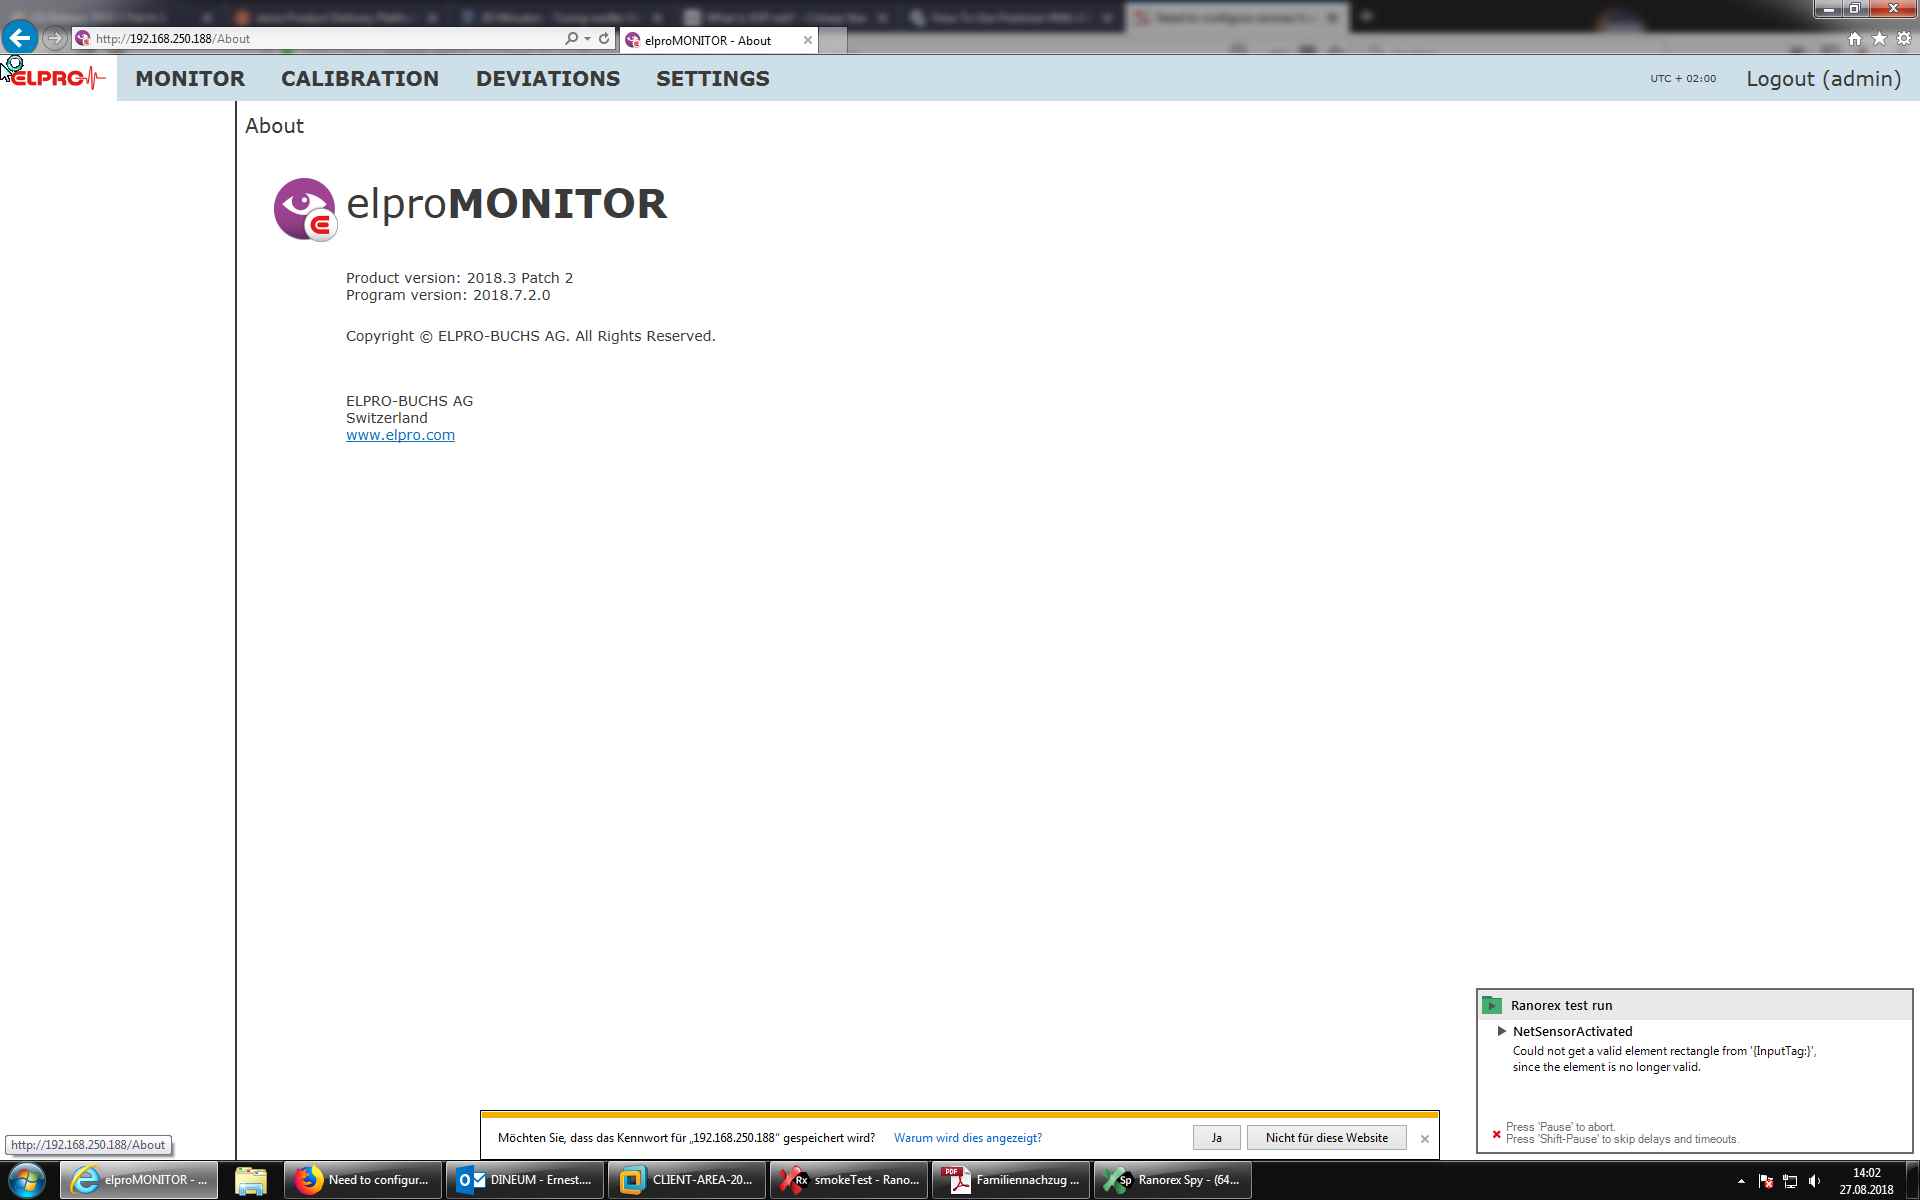 http://192.168.250.188/About
elproMONITOR - About
ELPRO
MONITOR
CALIBRATION
DEVIATIONS
SETTINGS
UTC + 02:00
Logout (admin)
About
elproMONITOR
Product version: 2018.3 Patch 2
Program version: 2018.7.2.0
Copyright © ELPRO-BUCHS AG. All Rights Reserved.
ELPRO-BUCHS AG
Switzerland
www.elpro.com
Ranorex test run
NetSensorActivated
Could not get a valid element rectangle from '{InputTag:}',
since the element is no longer valid.
Press 'Pause' to abort.
Press 'Shift-Pause' to skip delays and timeouts.
Möchten Sie, dass das Kennwort für „192.168.250.188“ gespeichert wird?
Warum wird dies angezeigt?
Ja
Nicht für diese Website
http://192.168.250.188/About
elproMONITOR - ...
Need to configur...
DINEUM - Ernest....
CLIENT-AREA-20...
Rx
smokeTest - Rano...
PDF
Familiennachzug ...
Sp
Ranorex Spy - (64...
14:02
27.08.2018